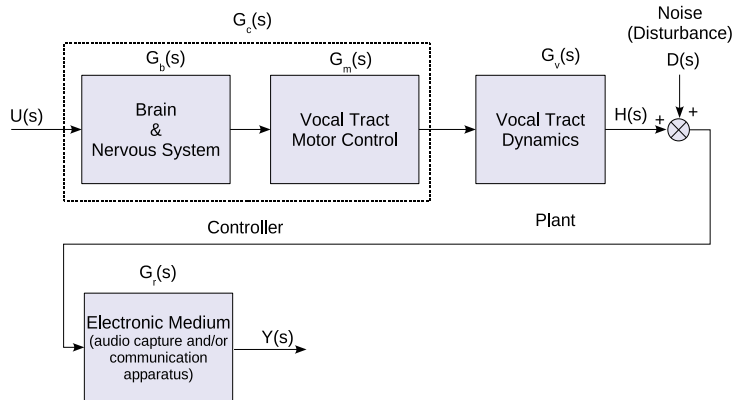 G_c(s)
Noise
(Disturbance)
G_b(s)
G_m(s)
G_v(s)
D(s)
U(s)
Brain
&
Nervous System
Vocal Tract
Motor Control
Vocal Tract
Dynamics
H(s)
+
+
Controller
Plant
G_r(s)
Electronic Medium
(audio capture and/or
communication
apparatus)
Y(s)